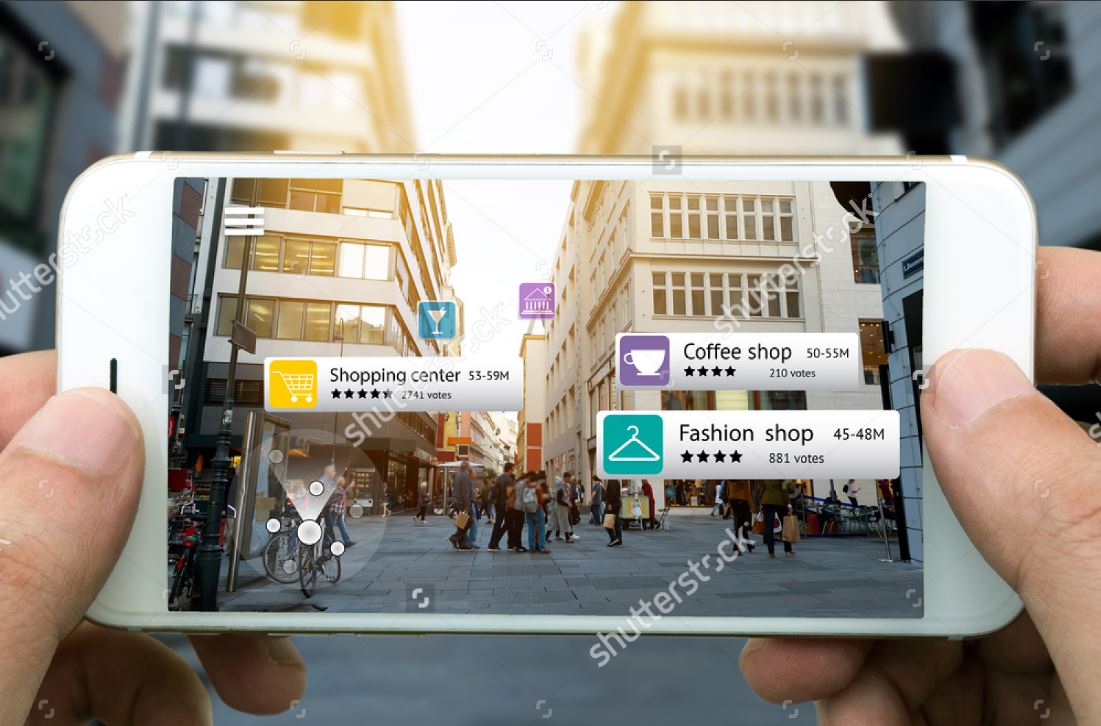 Shopping center 53-59M
2741 votes
Coffee shop 50-55M
210 votes
Fashion shop 45-48M
881 votes
shutterstock
shutterstock
shutterstock
shutterstock
shutterstock